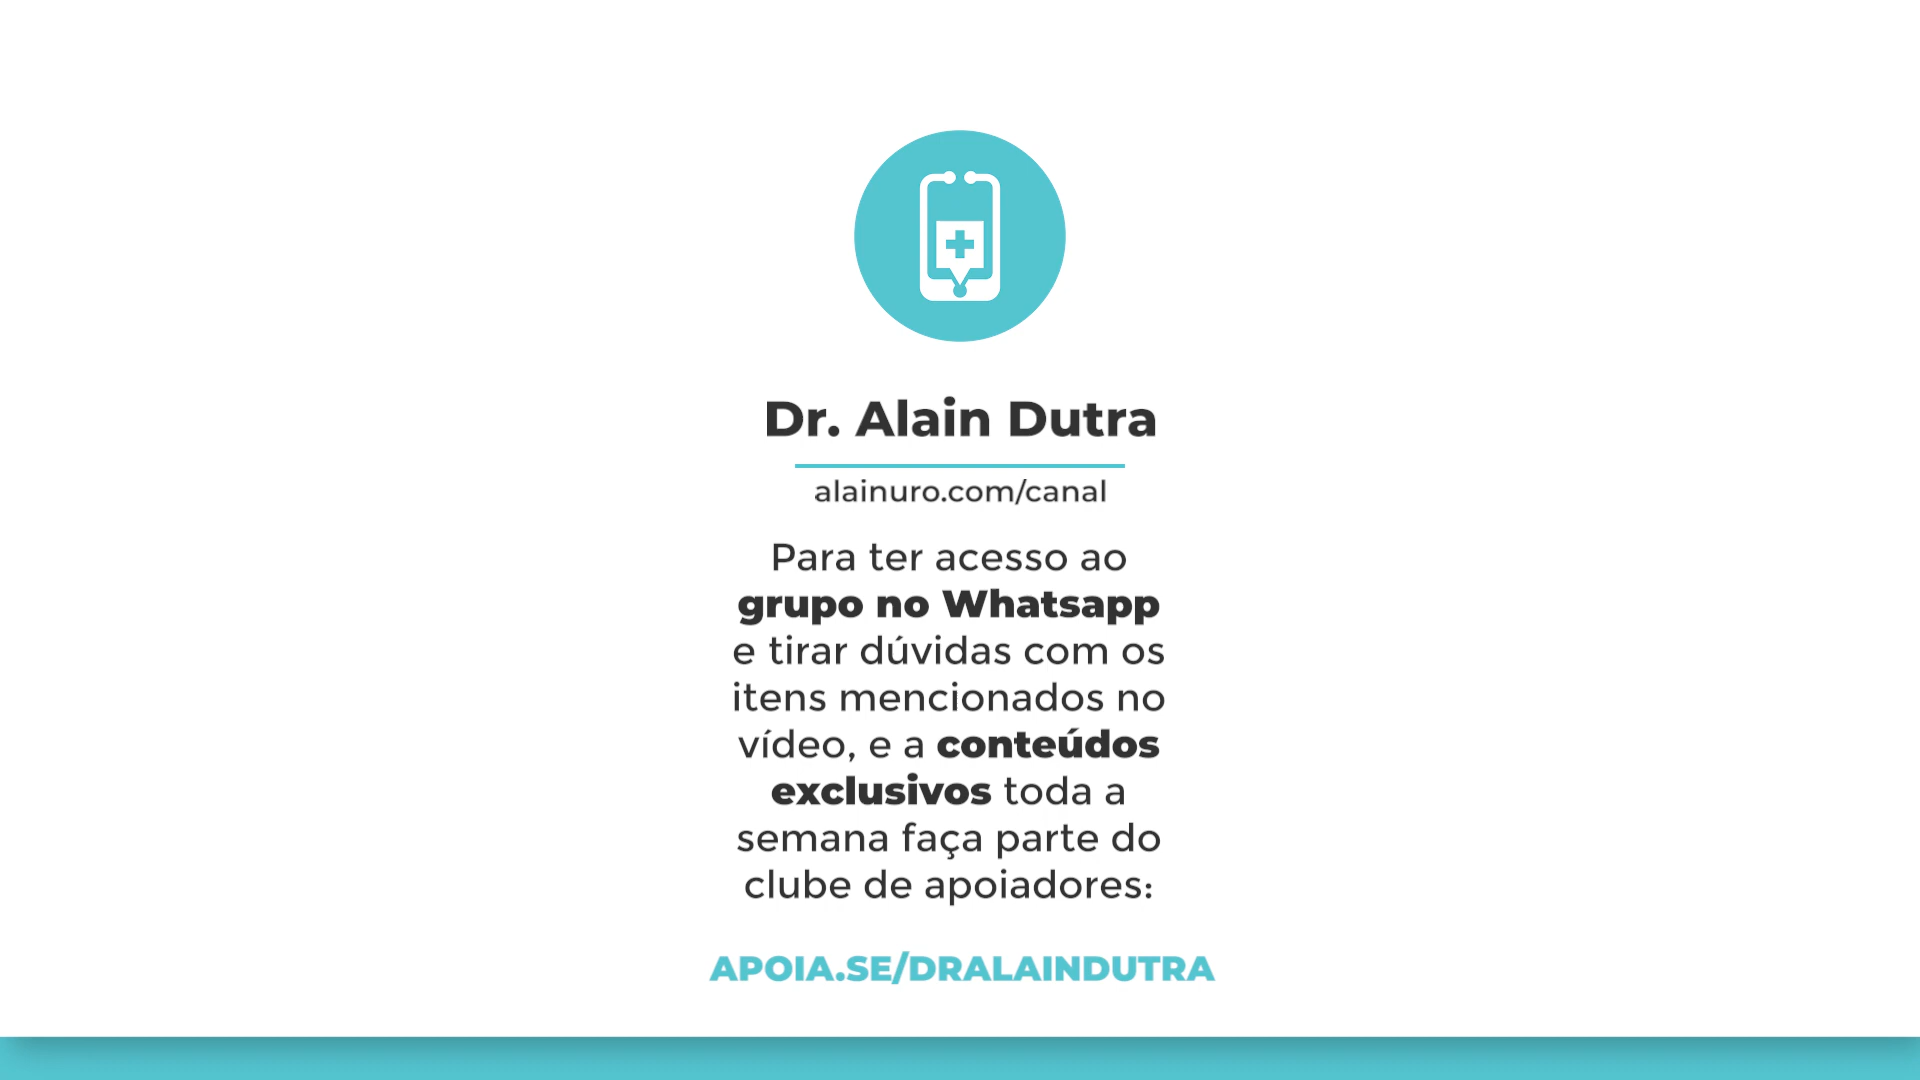 Dr. Alain Dutra
alainuro.com/canal
Para ter acesso ao
grupo no Whatsapp
e tirar dúvidas com os
itens mencionados no
vídeo, e a conteúdos
exclusivos toda a
semana faça parte do
clube de apoiadores:
APOIA.SE/DRALAINDUTRA